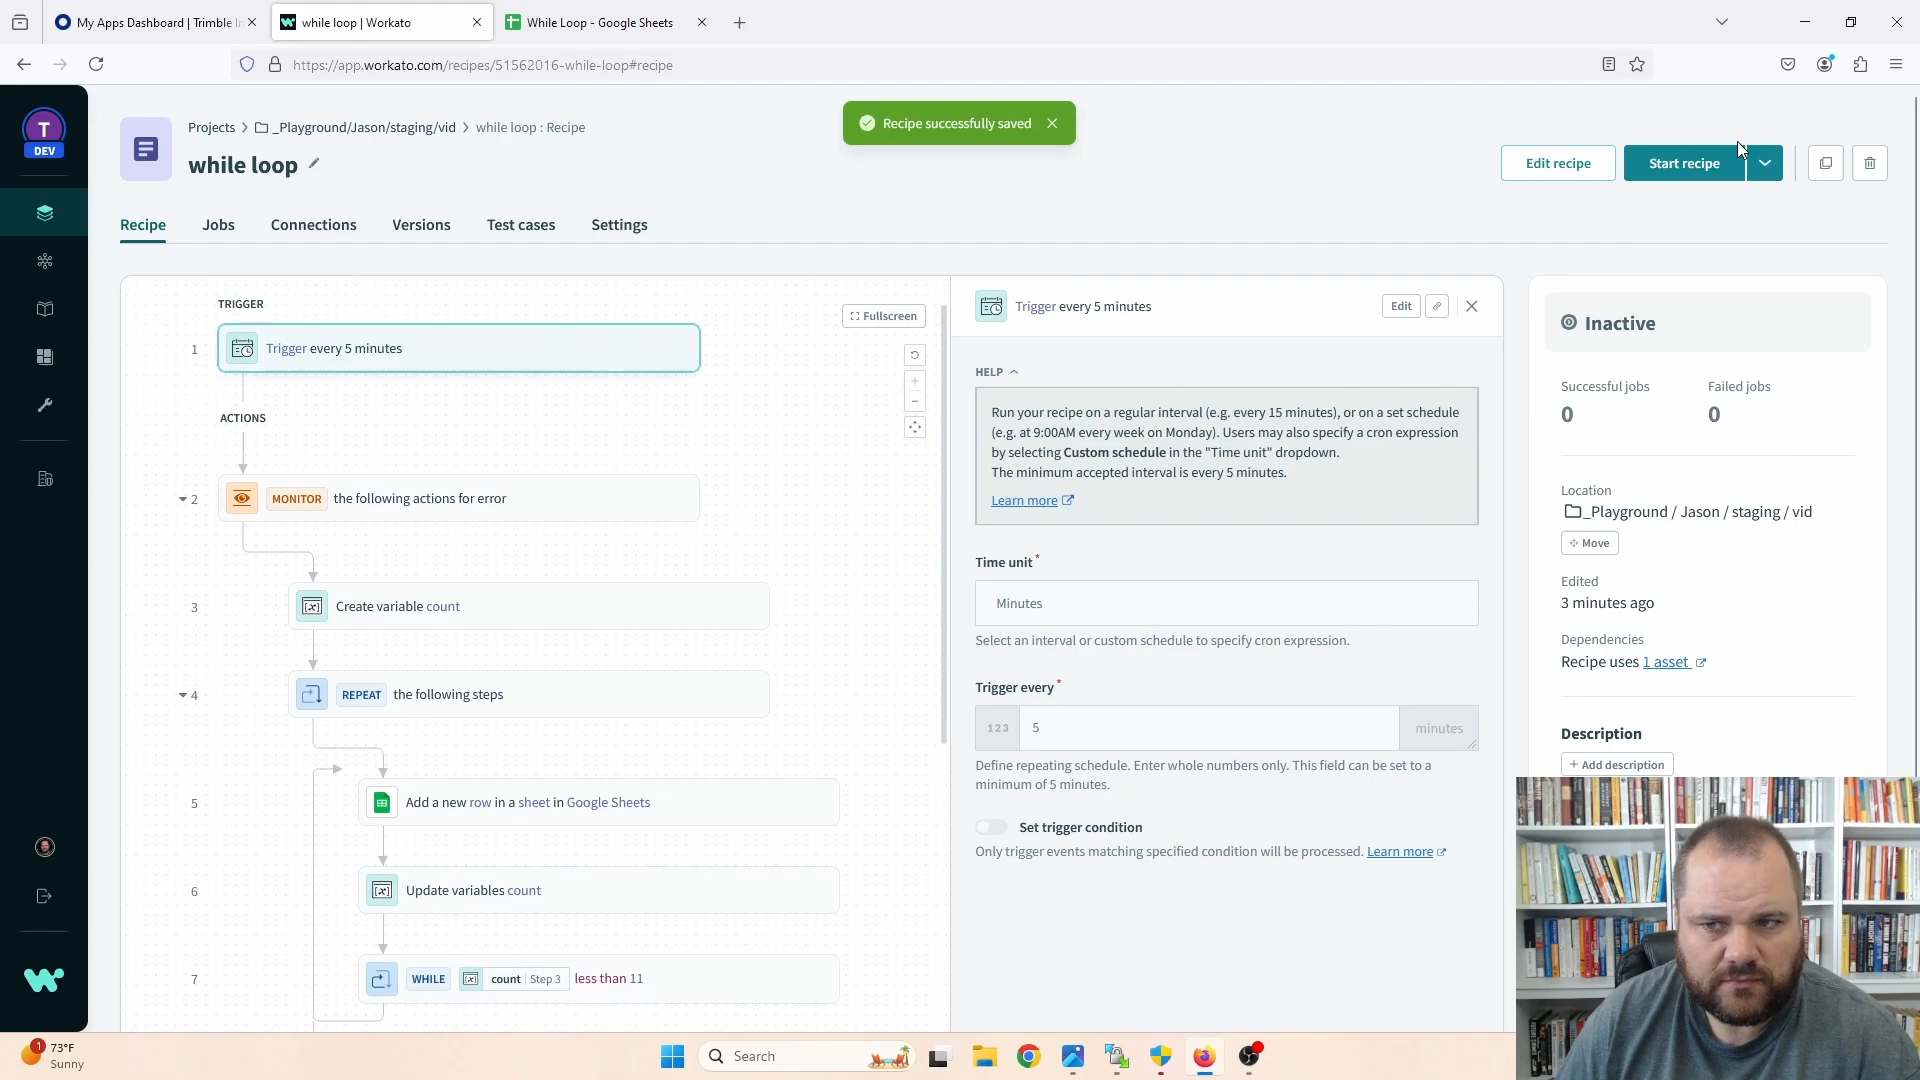 My Apps Dashboard | Trimble In
while loop | Workato
While Loop - Google Sheets
https://app.workato.com/recipes/51562016-while-loop#recipe
T
DEV
Projects
_Playground/Jason/staging/vid
while loop : Recipe
Recipe successfully saved
while loop
Edit recipe
Start recipe
Recipe
Jobs
Connections
Versions
Test cases
Settings
TRIGGER
Fullscreen
1
Trigger every 5 minutes
ACTIONS
2
MONITOR the following actions for error
3
Create variable count
4
REPEAT the following steps
5
Add a new row in a sheet in Google Sheets
6
Update variables count
7
WHILE count Step 3 less than 11
Trigger every 5 minutes
Edit
HELP
Run your recipe on a regular interval (e.g. every 15 minutes), or on a set schedule
(e.g. at 9:00AM every week on Monday). Users may also specify a cron expression
by selecting Custom schedule in the "Time unit" dropdown.
The minimum accepted interval is every 5 minutes.
Learn more
Time unit*
Minutes
Select an interval or custom schedule to specify cron expression.
Trigger every*
123
5
minutes
Define repeating schedule. Enter whole numbers only. This field can be set to a
minimum of 5 minutes.
Set trigger condition
Only trigger events matching specified condition will be processed. Learn more
Inactive
Successful jobs
Failed jobs
0
0
Location
_Playground / Jason / staging / vid
Move
Edited
3 minutes ago
Dependencies
Recipe uses 1 asset
Description
+ Add description
1
73°F
Sunny
Search